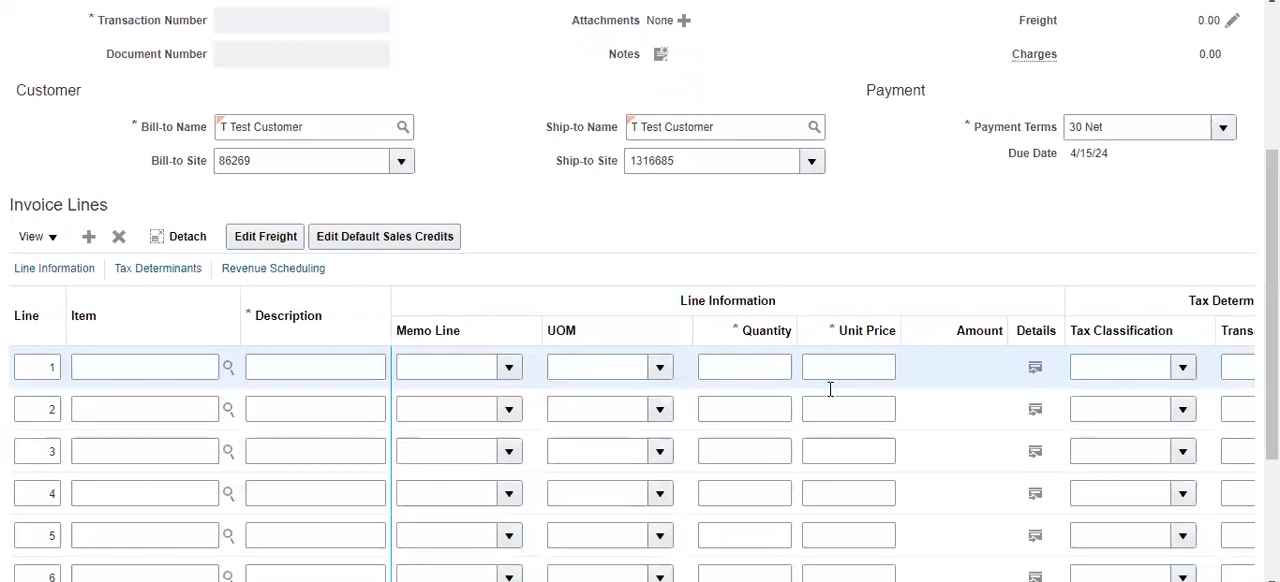 * Transaction Number Attachments None Freight 0.00
Document Number Notes Charges 0.00
Customer Payment
* Bill-to Name T Test Customer Ship-to Name T Test Customer * Payment Terms 30 Net
Bill-to Site 86269 Ship-to Site 1316685 Due Date 4/15/24
Invoice Lines
View Detach Edit Freight Edit Default Sales Credits
Line Information Tax Determinants Revenue Scheduling
Line Item * Description Line Information Tax Determ
Memo Line UOM * Quantity * Unit Price Amount Details Tax Classification Trans
1
2
3
4
5
6